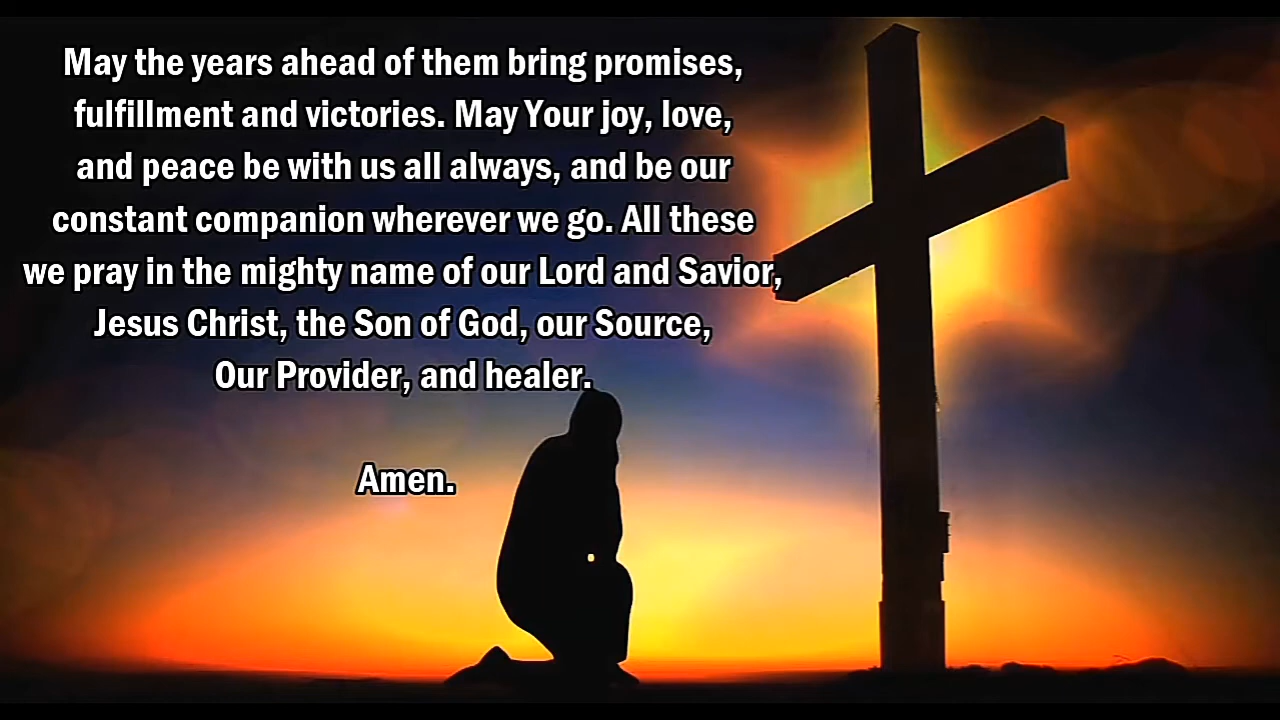 May the years ahead of them bring promises,
fulfillment and victories. May Your joy, love,
and peace be with us all always, and be our
constant companion wherever we go. All these
we pray in the mighty name of our Lord and Savior,
Jesus Christ, the Son of God, our Source,
Our Provider, and healer.
Amen.